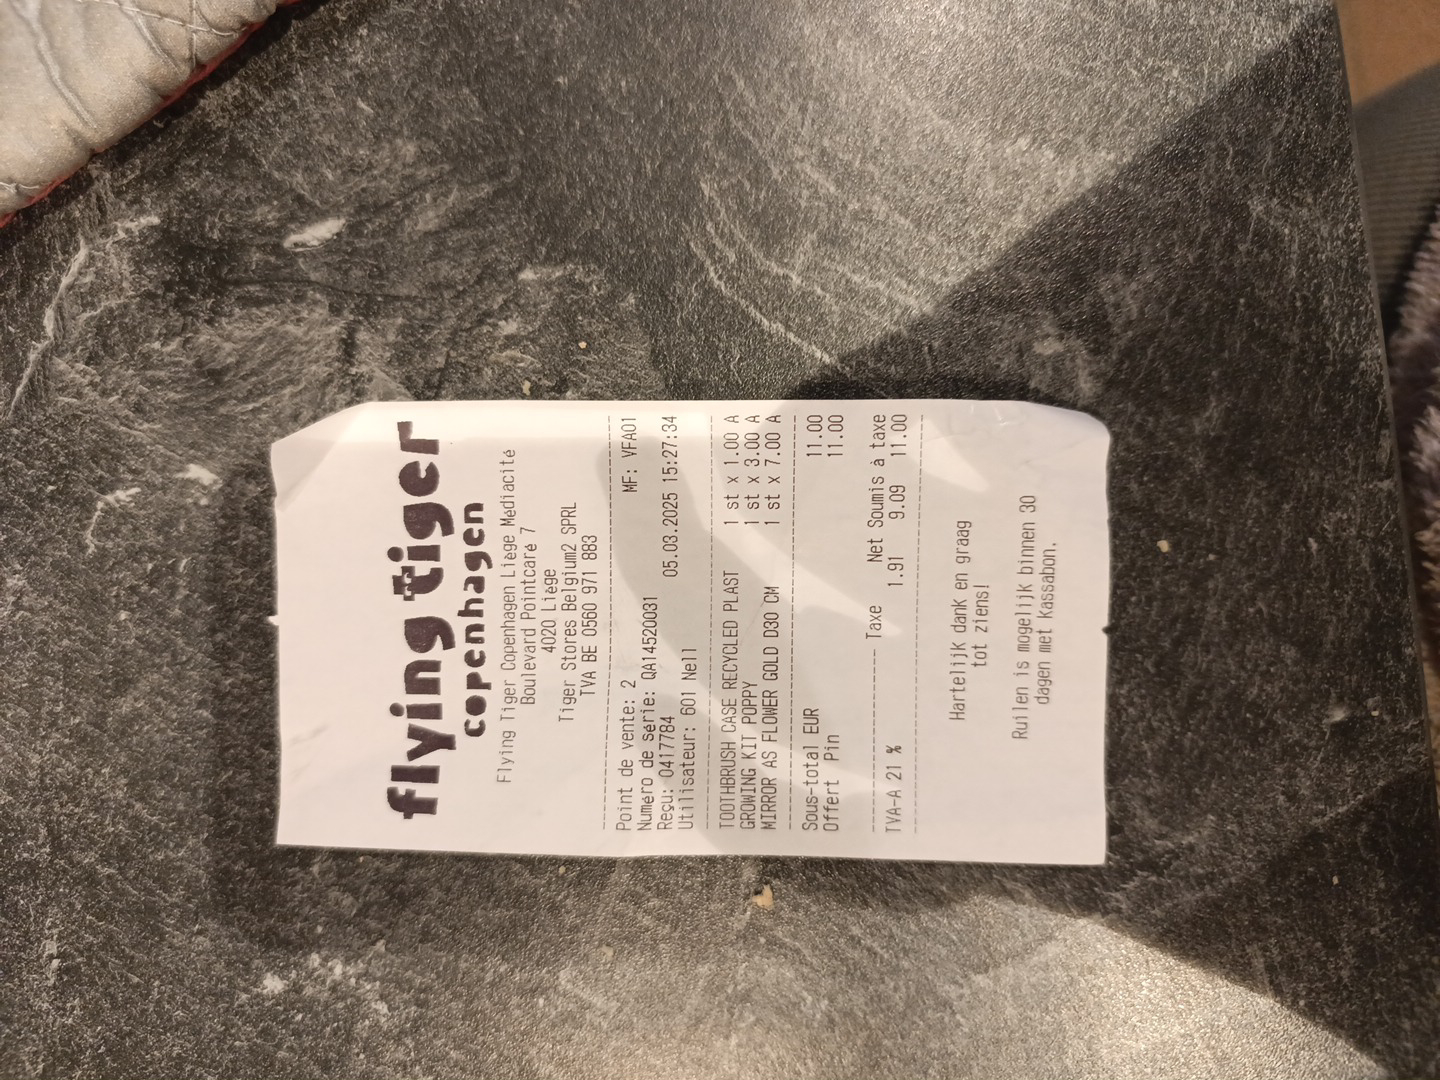 flying tiger
copenhagen
Flying Tiger Copenhagen Liège Médiacité
Boulevard Pointcaré 7
4020 Liège
Tiger Stores Belgium2 SPRL
TVA BE 0560 971 883
Point de vente: 2 MF: VFA01
Numéro de série: QA14520031
Reçu: 0417784 05.03.2025 15:27:34
Utilisateur: 601 Nell
TOOTHBRUSH CASE RECYCLED PLAST 1 st x 1.00 A
GROWING KIT POPPY 1 st x 3.00 A
MIRROR AS FLOWER GOLD D30 CM 1 st x 7.00 A
Sous-total EUR 11.00
Offert Pin 11.00
Taxe Net Soumis à taxe
TVA-A 21 % 1.91 9.09 11.00
Hartelijk dank en graag
tot ziens!
Ruilen is mogelijk binnen 30
dagen met Kassabon.